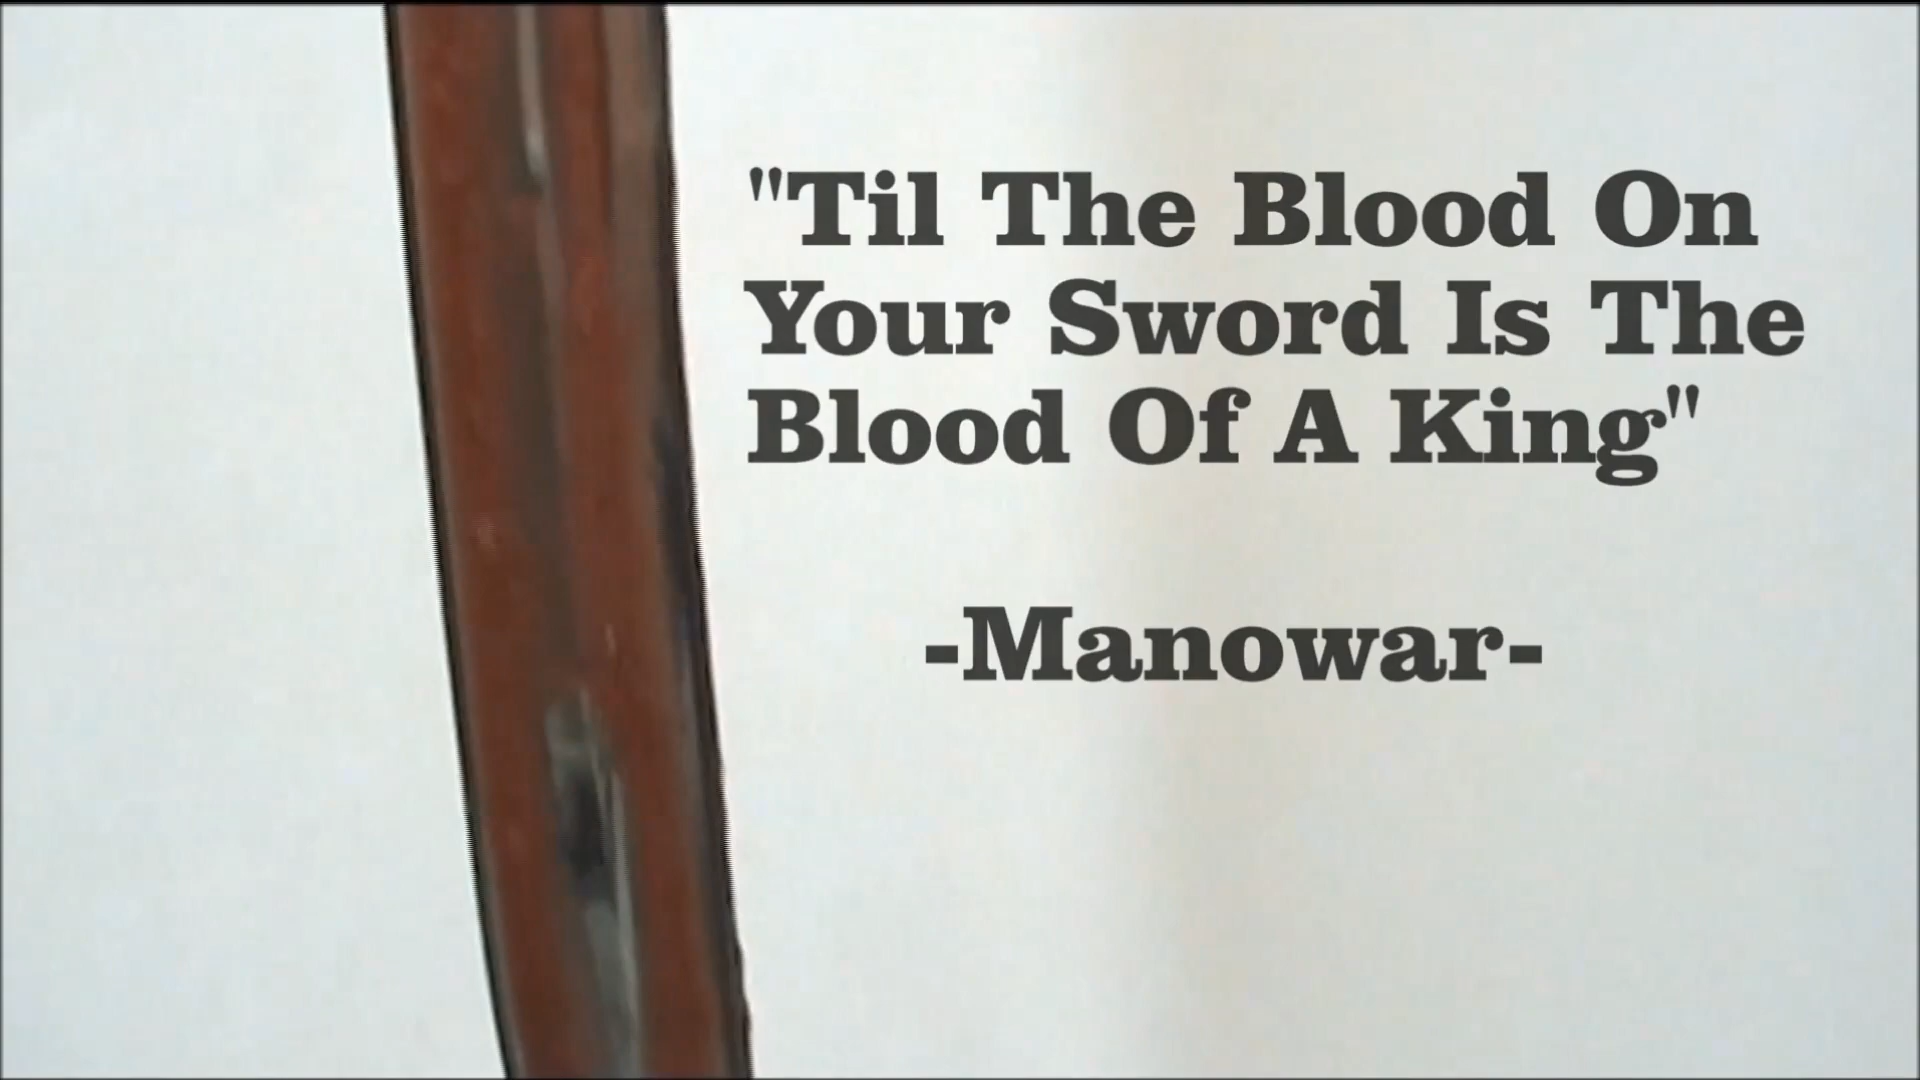 "Til The Blood On
Your Sword Is The
Blood Of A King"
-Manowar-